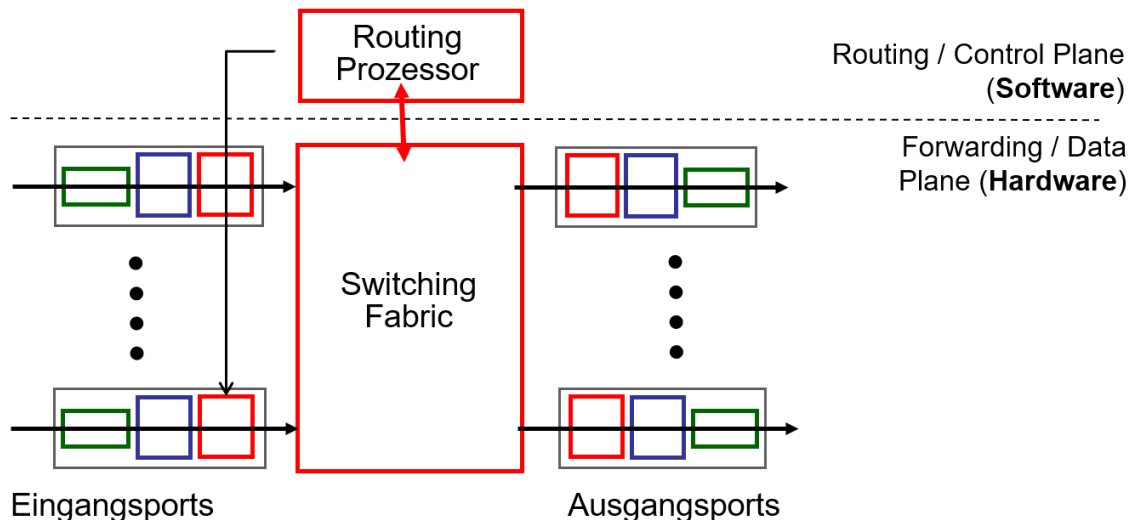 Routing
Prozessor
Routing / Control Plane
(Software)
Forwarding / Data
Plane (Hardware)
Switching
Fabric
Eingangsports
Ausgangsports